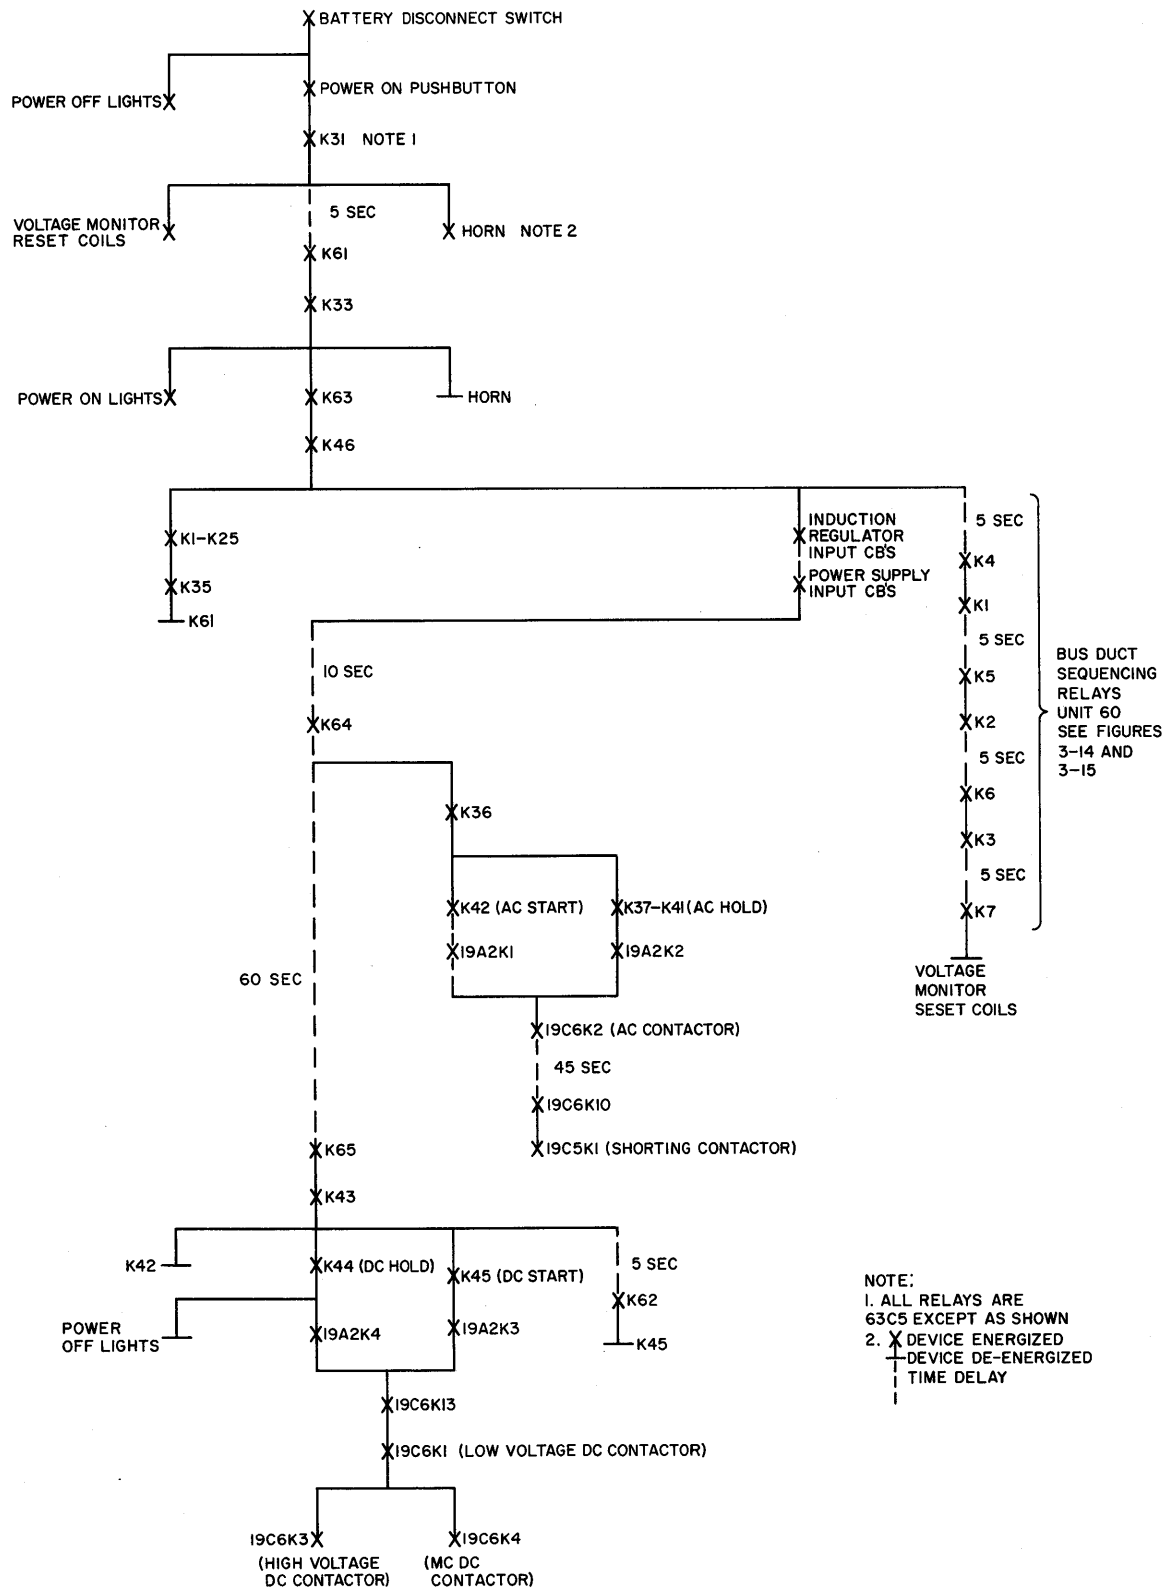 BATTERY DISCONNECT SWITCH
POWER OFF LIGHTS
POWER ON PUSHBUTTON
K31 NOTE 1
5 SEC
VOLTAGE MONITOR
RESET COILS
HORN NOTE 2
K61
K33
POWER ON LIGHTS
K63
HORN
K46
K1-K25
K35
K61
INDUCTION
REGULATOR
INPUT CB'S
POWER SUPPLY
INPUT CB'S
5 SEC
K4
K1
5 SEC
K5
K2
5 SEC
K6
K3
5 SEC
K7
VOLTAGE
MONITOR
SESET COILS
BUS DUCT
SEQUENCING
RELAYS
UNIT 60
SEE FIGURES
3-14 AND
3-15
10 SEC
K64
K36
K42 (AC START)
K37-K41 (AC HOLD)
19A2K1
19A2K2
60 SEC
19C6K2 (AC CONTACTOR)
45 SEC
19C6K10
19C5K1 (SHORTING CONTACTOR)
K65
K43
K42
K44 (DC HOLD)
K45 (DC START)
5 SEC
K62
K45
POWER
OFF LIGHTS
19A2K4
19A2K3
19C6K13
19C6K1 (LOW VOLTAGE DC CONTACTOR)
19C6K3
(HIGH VOLTAGE
DC CONTACTOR)
19C6K4
(MC DC
CONTACTOR)
NOTE:
1. ALL RELAYS ARE
63C5 EXCEPT AS SHOWN
2. DEVICE ENERGIZED
DEVICE DE-ENERGIZED
TIME DELAY